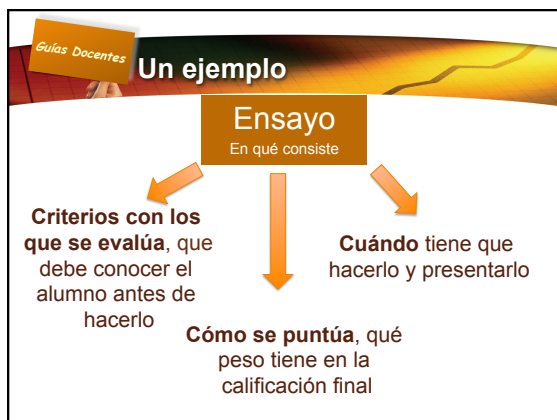 Guías Docentes
Un ejemplo
Ensayo
En qué consiste
Criterios con los
que se evalúa, que
debe conocer el
alumno antes de
hacerlo
Cuándo tiene que
hacerlo y presentarlo
Cómo se puntúa, qué
peso tiene en la
calificación final